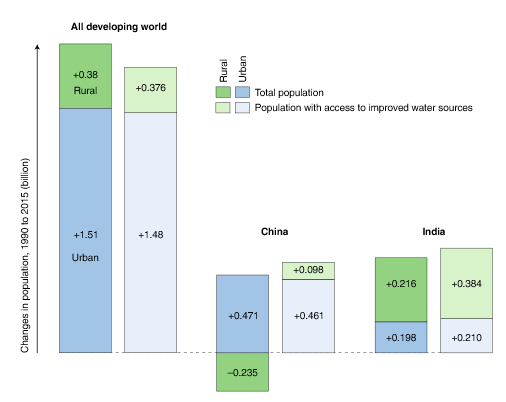 All developing world
Changes in population, 1990 to 2015 (billion)
+0.38
Rural
+0.376
+1.51
Urban
+1.48
Rural
Urban
Total population
Population with access to improved water sources
China
+0.098
+0.471
+0.461
–0.235
India
+0.216
+0.384
+0.198
+0.210